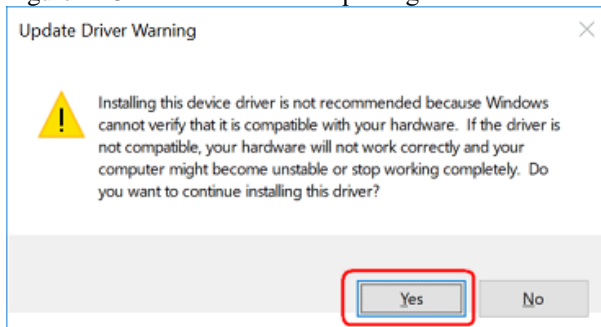 Update Driver Warning
Installing this device driver is not recommended because Windows
cannot verify that it is compatible with your hardware. If the driver is
not compatible, your hardware will not work correctly and your
computer might become unstable or stop working completely. Do
you want to continue installing this driver?
Yes
No